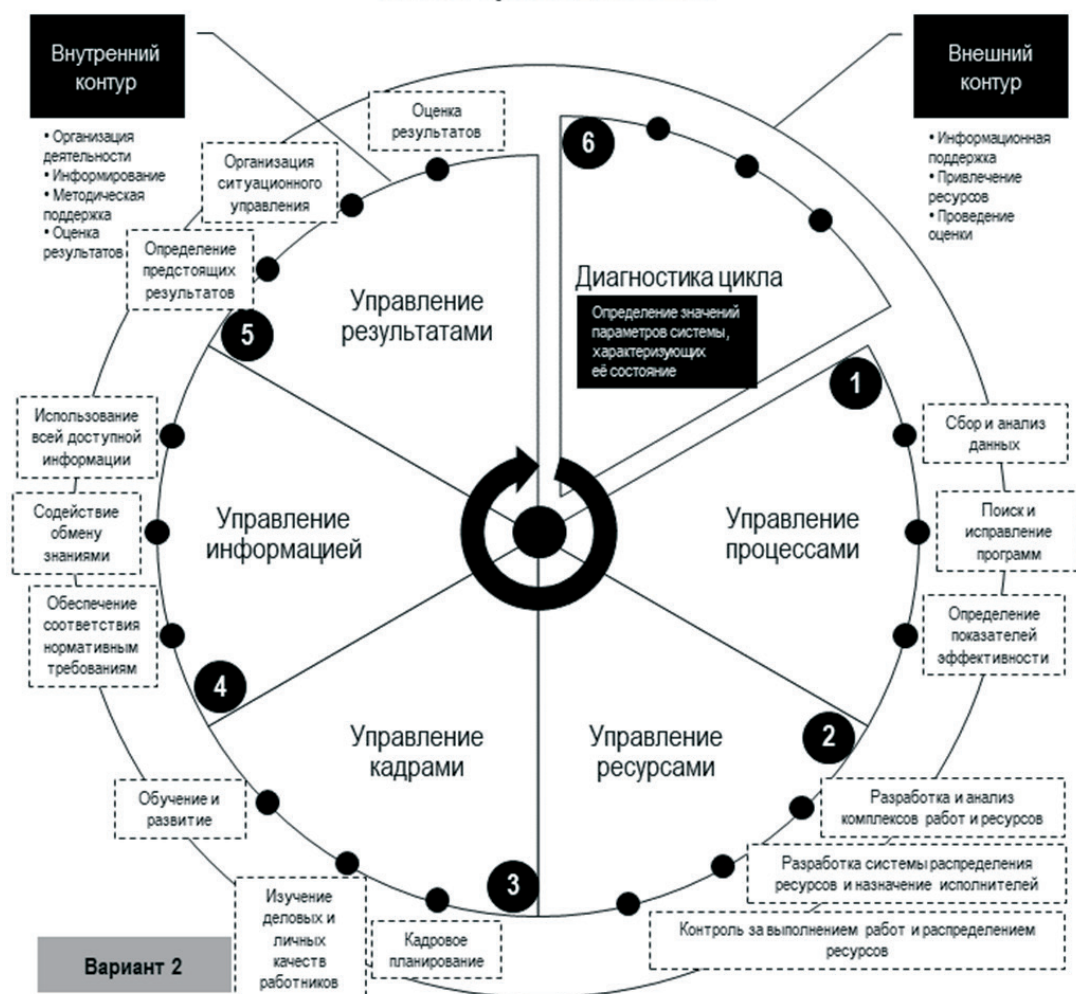 Внутренний
контур
• Организация
деятельности
• Информирование
• Методическая
поддержка
• Оценка
результатов
Внешний
контур
• Информационная
поддержка
• Привлечение
ресурсов
• Проведение
оценки
Оценка
результатов
Организация
ситуационного
управления
Определение
предстоящих
результатов
6
Диагностика цикла
Определение значений
параметров системы,
характеризующих
её состояние
Управление
результатами
5
1
Сбор и анализ
данных
Поиск и
исправление
программ
Определение
показателей
эффективности
Управление
процессами
Использование
всей доступной
информации
Содействие
обмену
знаниями
Обеспечение
соответствия
нормативным
требованиям
Управление
информацией
4
2
Управление
кадрами
Управление
ресурсами
Разработка и анализ
комплексов работ и ресурсов
Разработка системы распределения
ресурсов и назначение исполнителей
Контроль за выполнением работ и распределением
ресурсов
3
Обучение и
развитие
Изучение
деловых и
личных
качеств
работников
Кадровое
планирование
Вариант 2